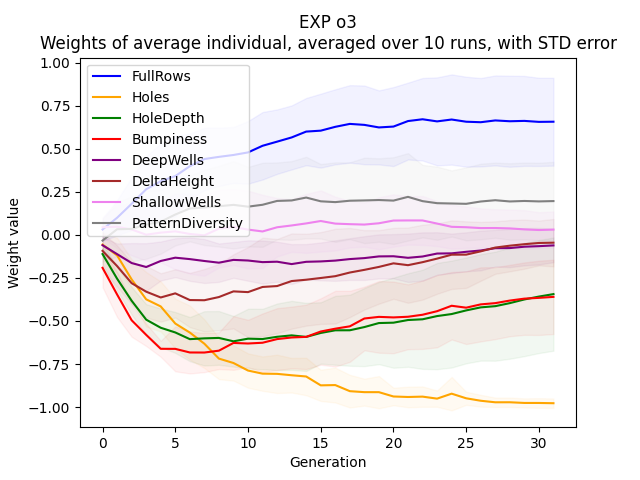 EXP o3
Weights of average individual, averaged over 10 runs, with STD error
1.00
0.75
0.50
0.25
0.00
−0.25
−0.50
−0.75
−1.00
Weight value
FullRows
Holes
HoleDepth
Bumpiness
DeepWells
DeltaHeight
ShallowWells
PatternDiversity
0 5 10 15 20 25 30
Generation